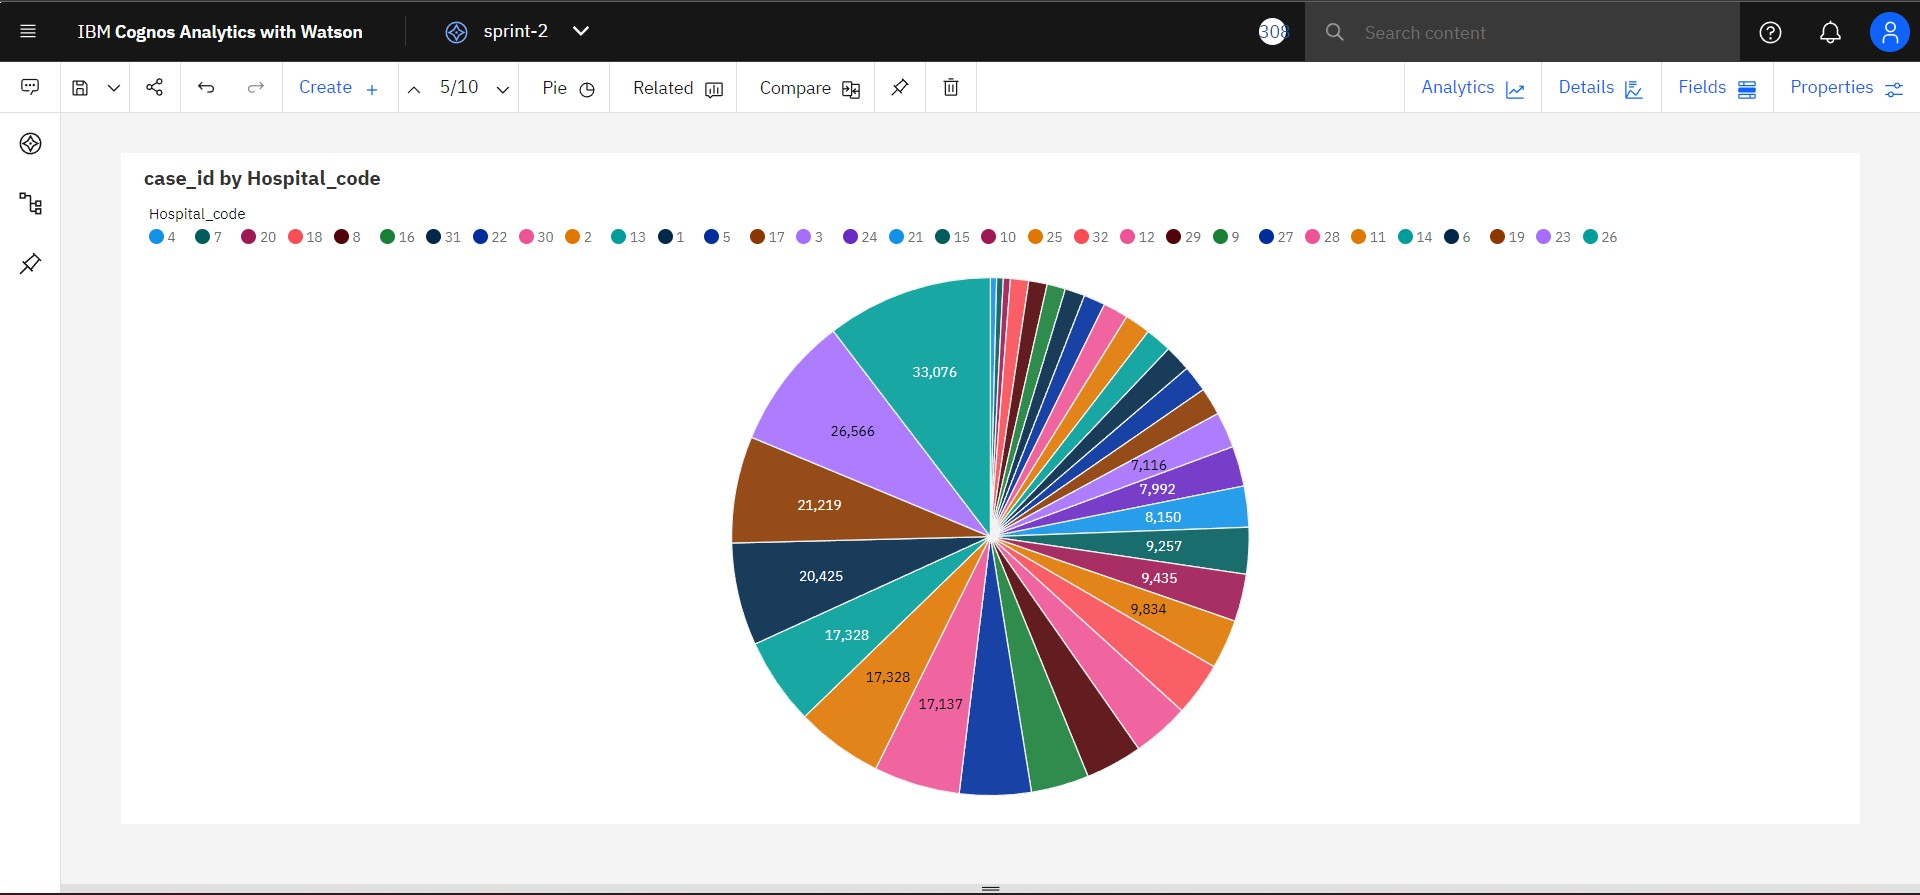 IBM Cognos Analytics with Watson sprint-2 308 Search content
Create + 5/10 Pie Related Compare Analytics Details Fields Properties
case_id by Hospital_code
Hospital_code
4 7 20 18 8 16 31 22 30 2 13 1 5 17 3 24 21 15 10 25 32 12 29 9 27 28 11 14 6 19 23 26
33,076
26,566
7,116
7,992
21,219
8,150
9,257
20,425
9,435
9,834
17,328
17,328
17,137